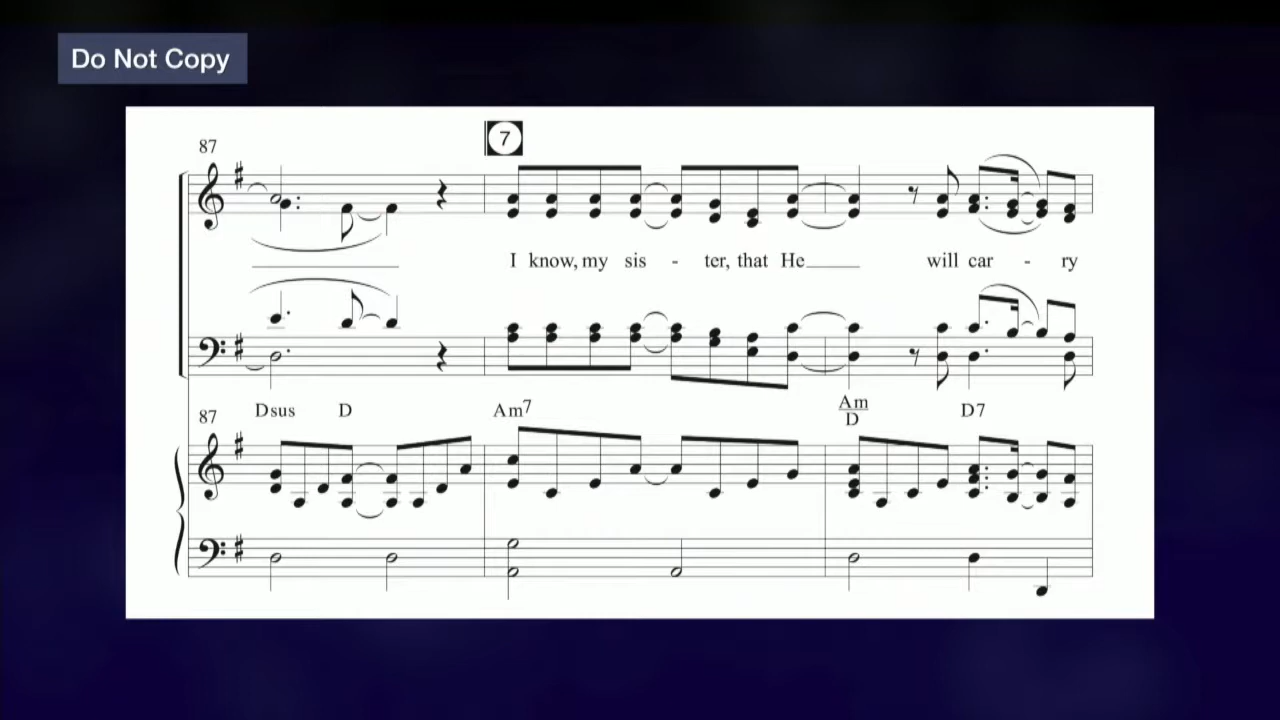 Do Not Copy
87
7
I know, my sis - ter, that He will car - ry
87 Dsus D Am7 Am/D D7